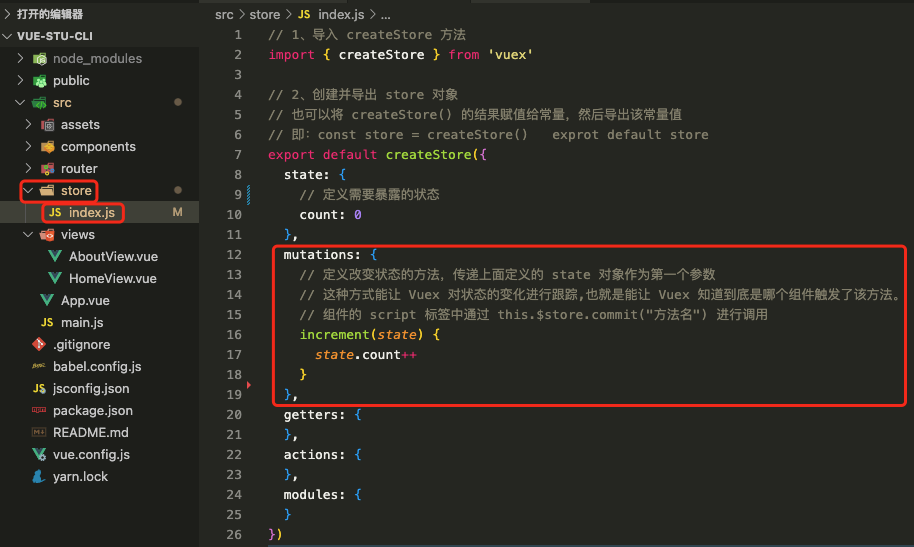 打开的编辑器
VUE-STU-CLI
node_modules
public
src
assets
components
router
store
JS index.js M
views
AboutView.vue
HomeView.vue
App.vue
JS main.js
.gitignore
babel.config.js
JS jsconfig.json
package.json
README.md
vue.config.js
yarn.lock
src > store > JS index.js > ...
1 // 1、导入 createStore 方法
2 import { createStore } from 'vuex'
3
4 // 2、创建并导出 store 对象
5 // 也可以将 createStore() 的结果赋值给常量，然后导出该常量值
6 // 即：const store = createStore()   exprot default store
7 export default createStore({
8   state: {
9     // 定义需要暴露的状态
10     count: 0
11   },
12   mutations: {
13     // 定义改变状态的方法，传递上面定义的 state 对象作为第一个参数
14     // 这种方式能让 Vuex 对状态的变化进行跟踪,也就是能让 Vuex 知道到底是哪个组件触发了该方法。
15     // 组件的 script 标签中通过 this.$store.commit("方法名") 进行调用
16     increment(state) {
17       state.count++
18     }
19   },
20   getters: {
21   },
22   actions: {
23   },
24   modules: {
25   }
26 })